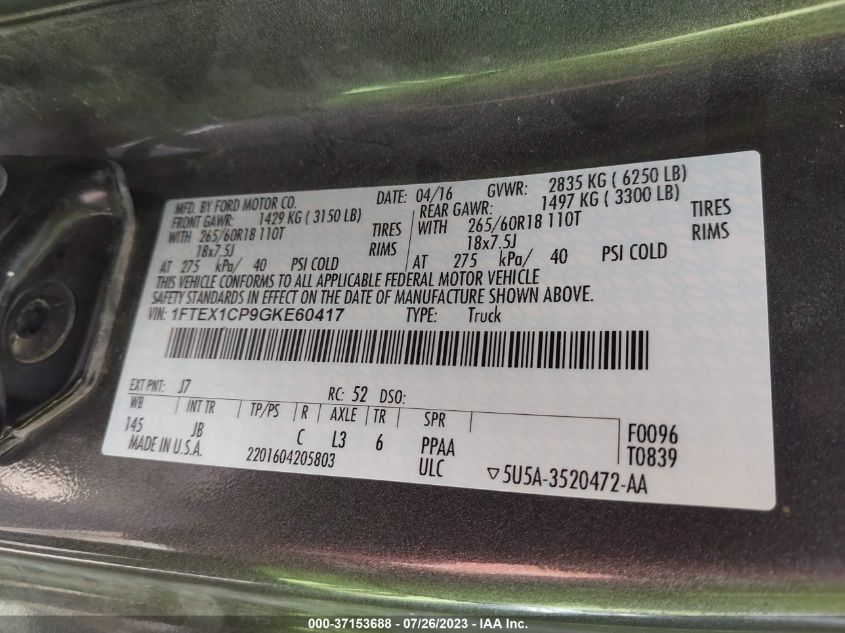 MFD. BY FORD MOTOR CO. DATE: 04/16 GVWR: 2835 KG ( 6250 LB)
FRONT GAWR: 1429 KG ( 3150 LB) REAR GAWR: 1497 KG ( 3300 LB)
WITH 265/60R18 110T TIRES WITH 265/60R18 110T TIRES
18x7.5J RIMS 18x7.5J RIMS
AT 275 kPa/ 40 PSI COLD AT 275 kPa/ 40 PSI COLD
THIS VEHICLE CONFORMS TO ALL APPLICABLE FEDERAL MOTOR VEHICLE
SAFETY STANDARDS IN EFFECT ON THE DATE OF MANUFACTURE SHOWN ABOVE.
VIN: 1FTEX1CP9GKE60417 TYPE: Truck
EXT PNT: J7 RC: 52 DSO:
WB INT TR TP/PS R AXLE TR SPR
145 JB C L3 6 PPAA F0096
MADE IN U.S.A. 2201604205803 ULC T0839
▽5U5A-3520472-AA
000-37153688 - 07/26/2023 - COPYRIGHT IAA, LLC.